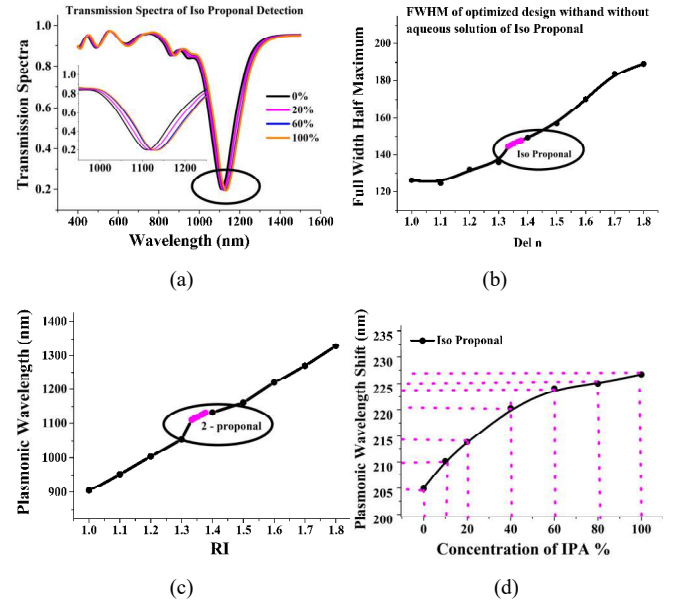 Transmission Spectra of Iso Proponal Detection
Transmission Spectra
1.0
0.8
0.6
0.4
0.2
1.0
0.8
0.6
0.4
0.2
1000
1100
1200
0%
20%
60%
100%
400 600 800 1000 1200 1400 1600
Wavelength (nm)
(a)
FWHM of optimized design withand without
aqueous solution of Iso Proponal
Full Width Half Maximum
200
180
160
140
120
Iso Proponal
1.0 1.1 1.2 1.3 1.4 1.5 1.6 1.7 1.8
Del n
(b)
Plasmonic Wavelength (nm)
1400
1300
1200
1100
1000
900
2 - proponal
1.0 1.1 1.2 1.3 1.4 1.5 1.6 1.7 1.8
RI
(c)
Plasmonic Wavelength Shift (nm)
235
225
220
215
210
205
200
Iso Proponal
0 20 40 60 80 100
Concentration of IPA %
(d)